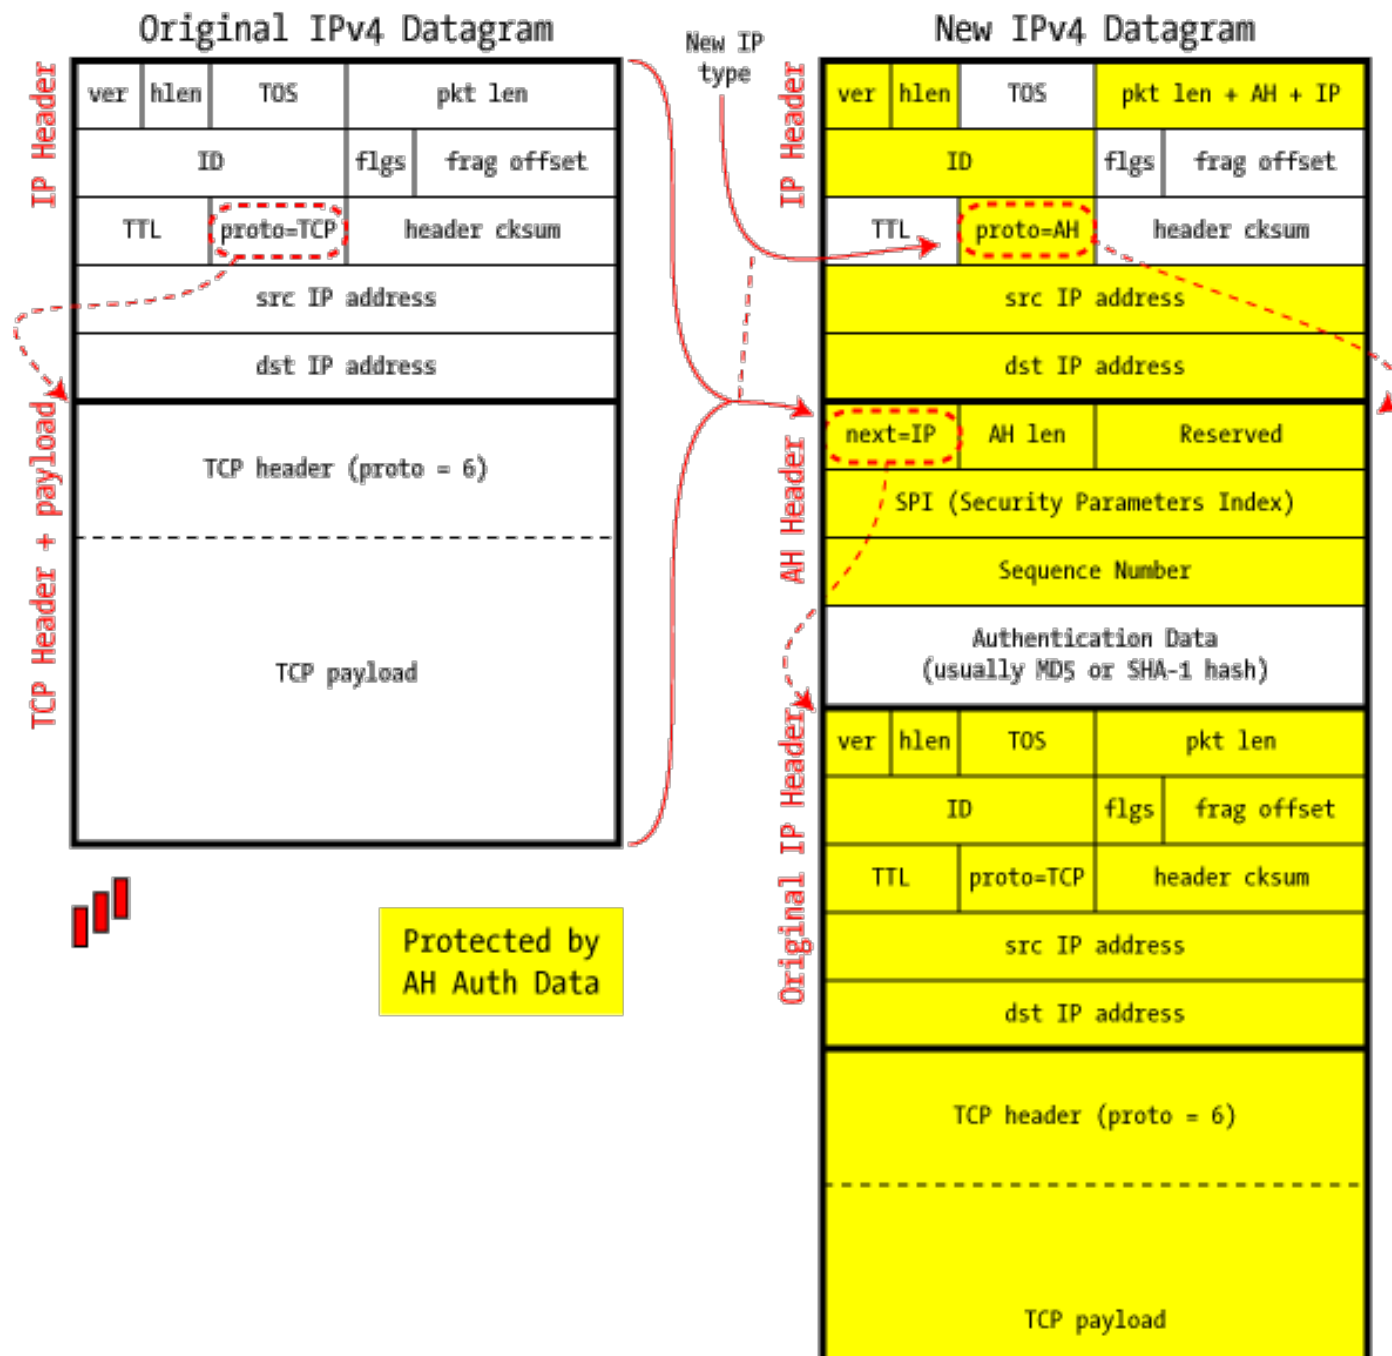 Original IPv4 Datagram
IP Header
ver hlen TOS pkt len
ID flgs frag offset
TTL proto=TCP header cksum
src IP address
dst IP address
TCP Header + payload
TCP header (proto = 6)
TCP payload
Protected by
AH Auth Data
New IP
type
New IPv4 Datagram
IP Header
ver hlen TOS pkt len + AH + IP
ID flgs frag offset
TTL proto=AH header cksum
src IP address
dst IP address
AH Header
next=IP AH len Reserved
SPI (Security Parameters Index)
Sequence Number
Authentication Data
(usually MD5 or SHA-1 hash)
Original IP Header
ver hlen TOS pkt len
ID flgs frag offset
TTL proto=TCP header cksum
src IP address
dst IP address
TCP header (proto = 6)
TCP payload